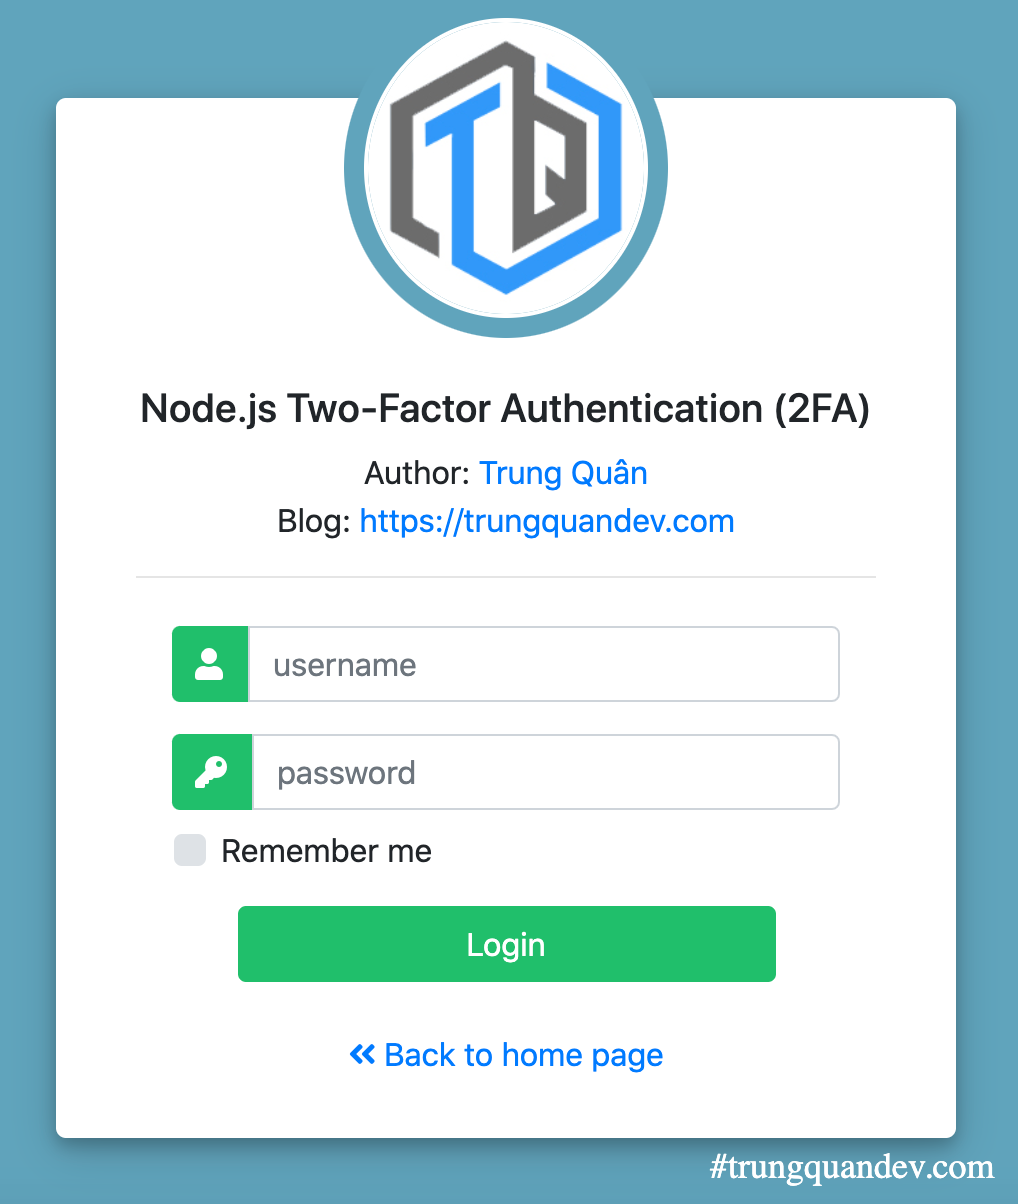 TQ
Node.js Two-Factor Authentication (2FA)
Author: Trung Quân
Blog: https://trungquandev.com
username
password
Remember me
Login
Back to home page
#trungquandev.com